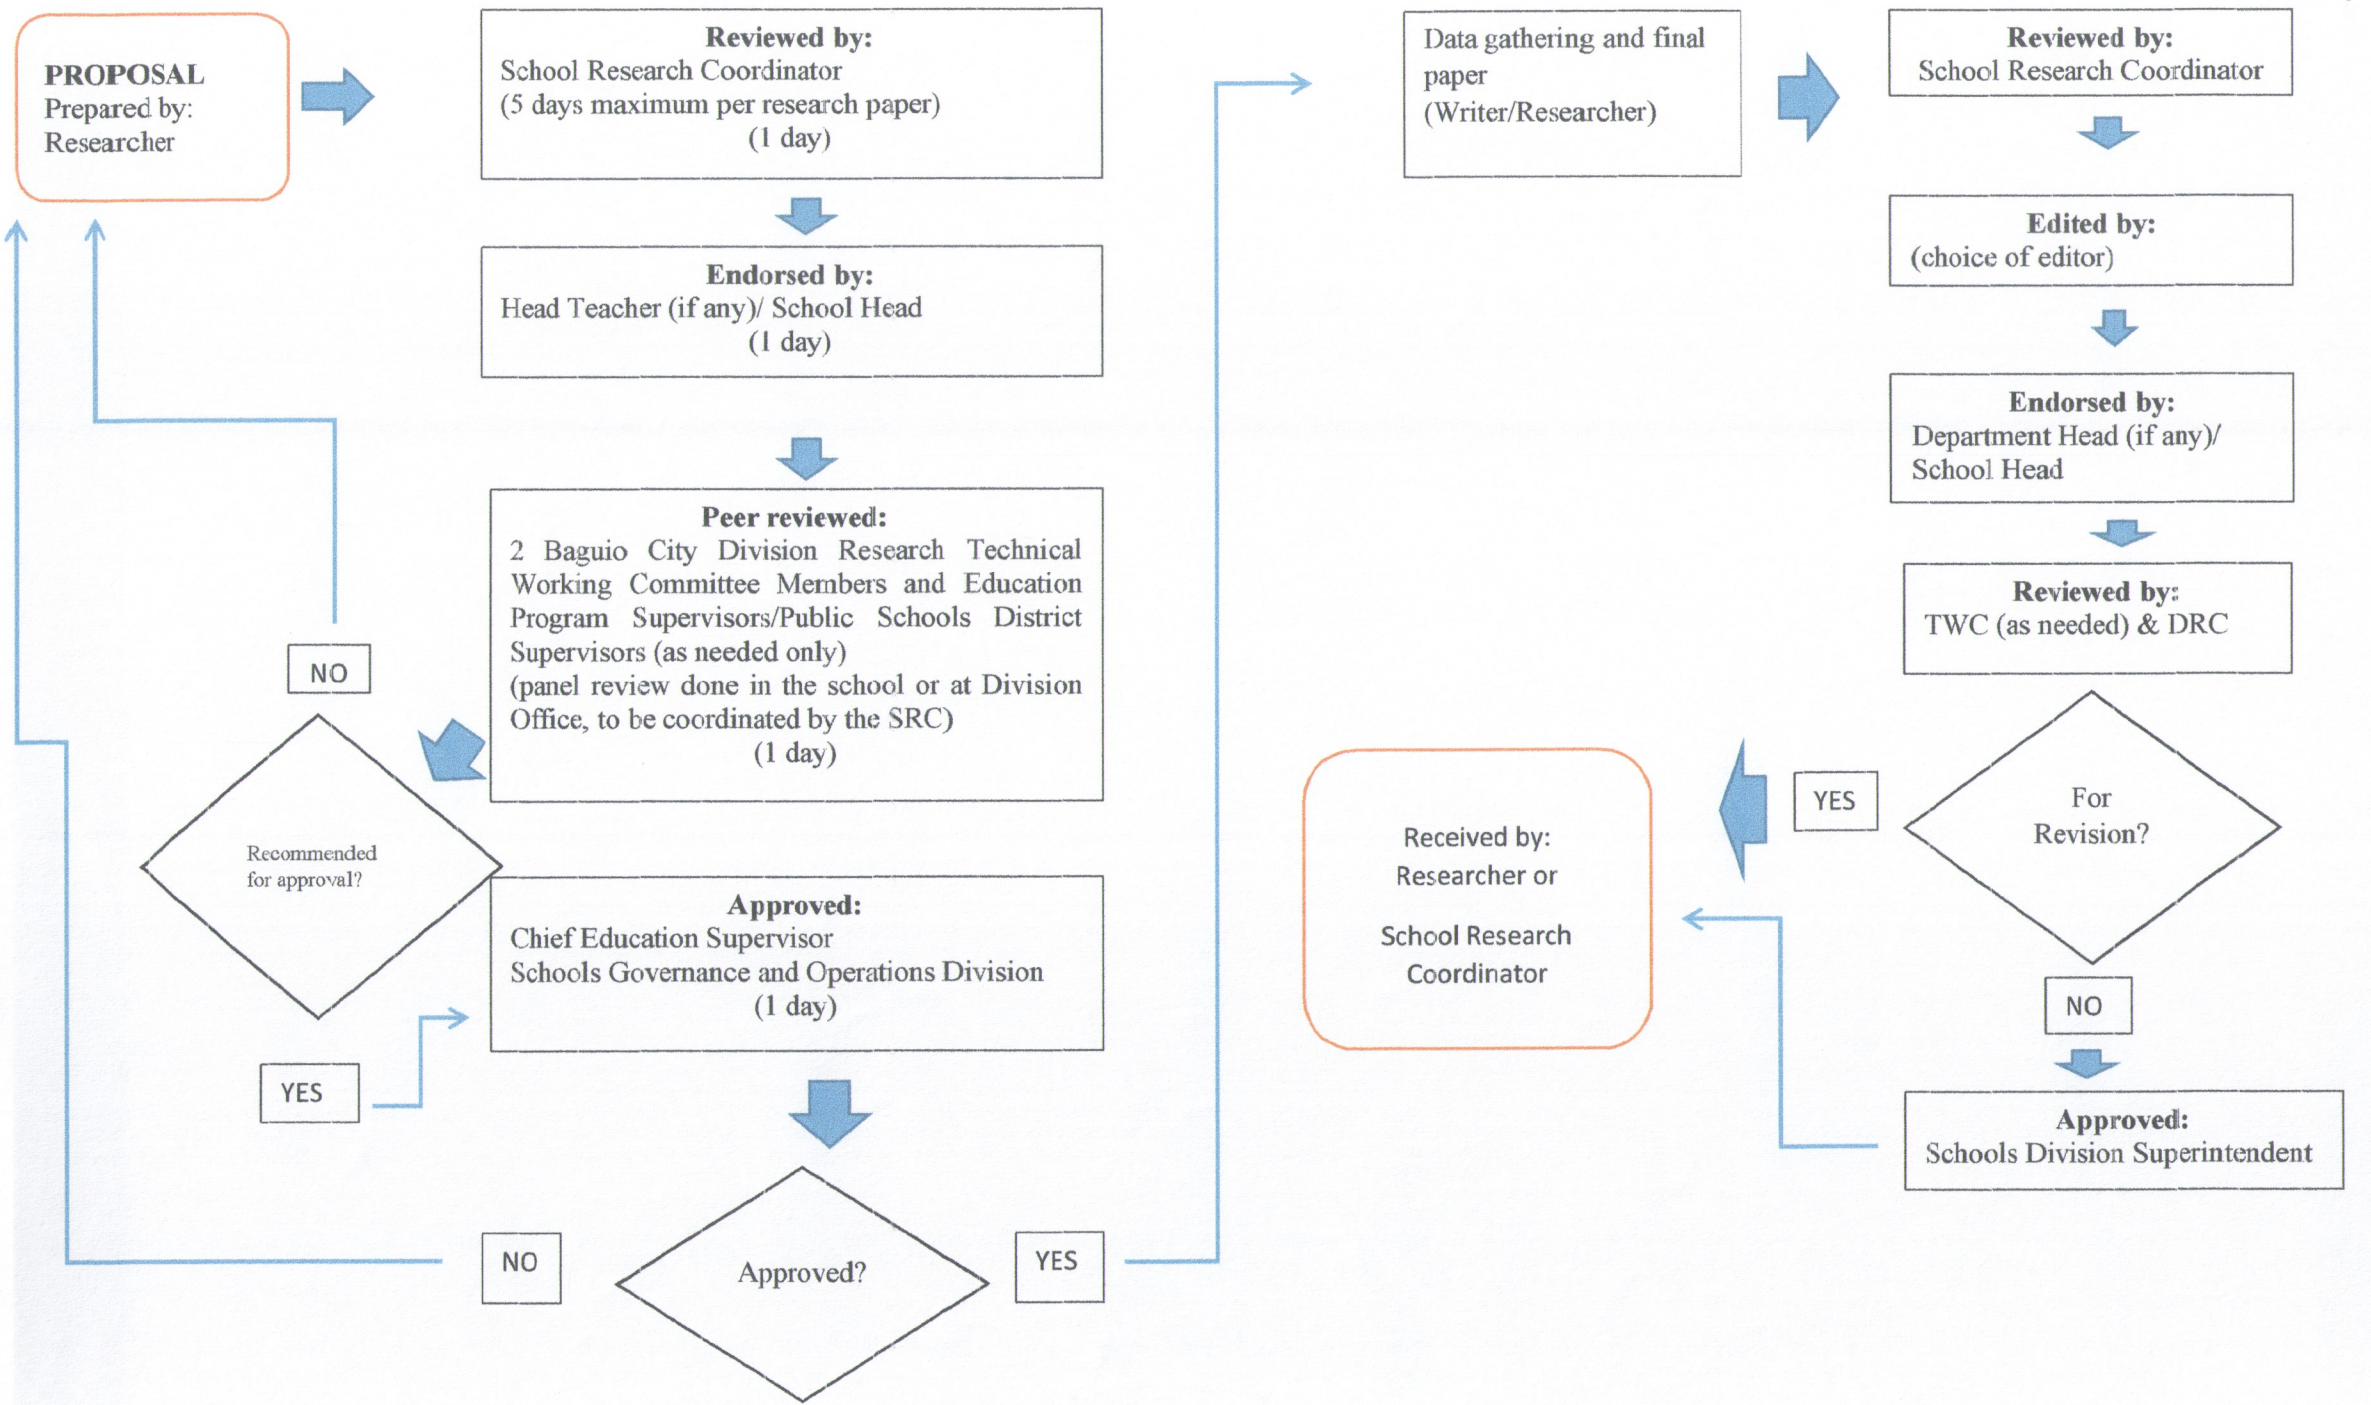 PROPOSAL
Prepared by:
Researcher
Reviewed by:
School Research Coordinator
(5 days maximum per research paper)
(1 day)
Endorsed by:
Head Teacher (if any)/ School Head
(1 day)
Peer reviewed:
2 Baguio City Division Research Technical
Working Committee Members and Education
Program Supervisors/Public Schools District
Supervisors (as needed only)
(panel review done in the school or at Division
Office, to be coordinated by the SRC)
(1 day)
NO
Recommended
for approval?
YES
Approved:
Chief Education Supervisor
Schools Governance and Operations Division
(1 day)
NO
Approved?
YES
Data gathering and final
paper
(Writer/Researcher)
Reviewed by:
School Research Coordinator
Edited by:
(choice of editor)
Endorsed by:
Department Head (if any)/
School Head
Reviewed by:
TWC (as needed) & DRC
For
Revision?
YES
NO
Approved:
Schools Division Superintendent
Received by:
Researcher or
School Research
Coordinator